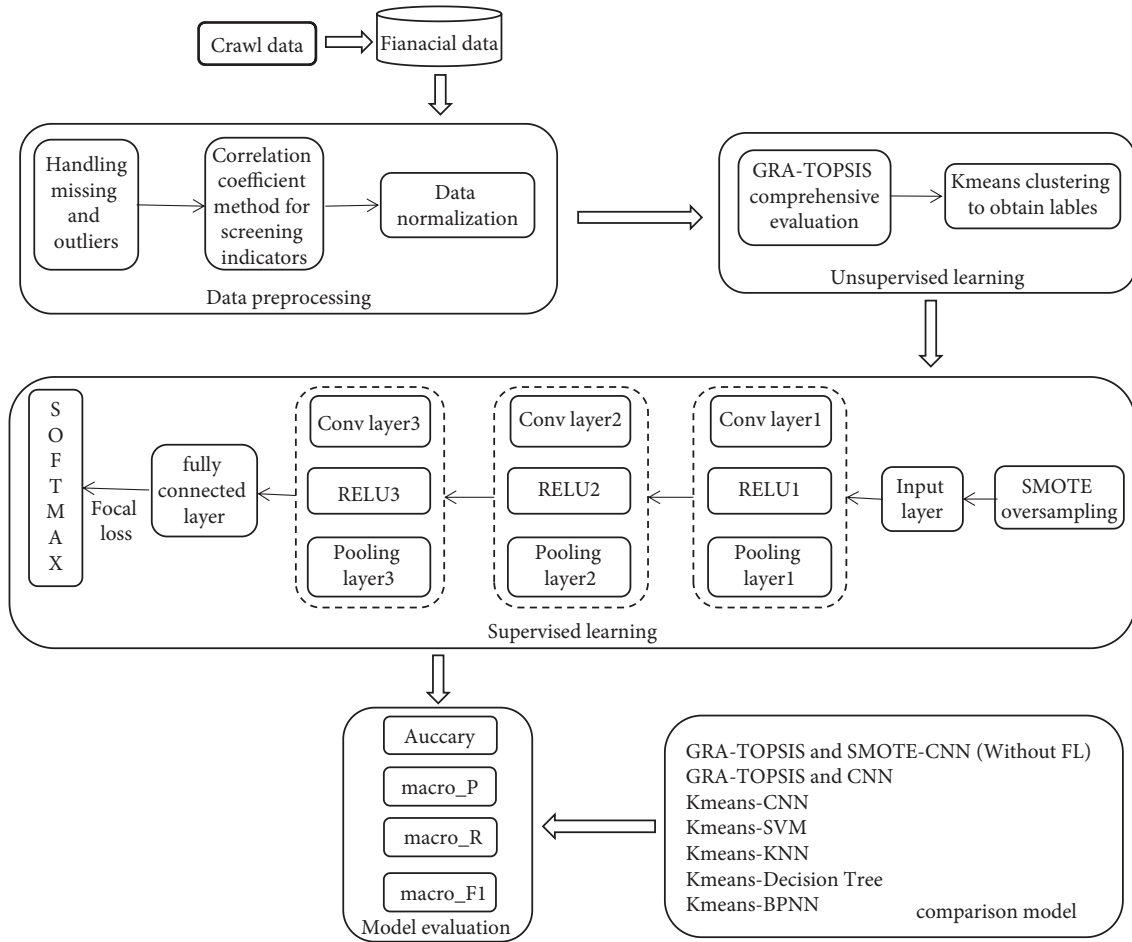 Crawl data
Fianacial data
Handling
missing
and
outliers
Correlation
coefficient
method for
screening
indicators
Data
normalization
Data preprocessing
GRA-TOPSIS
comprehensive
evaluation
Kmeans clustering
to obtain lables
Unsupervised learning
S
O
F
T
M
A
X
Focal
loss
fully
connected
layer
Conv layer3
RELU3
Pooling
layer3
Conv layer2
RELU2
Pooling
layer2
Conv layer1
RELU1
Pooling
layer1
Input
layer
SMOTE
oversampling
Supervised learning
Auccary
macro_P
macro_R
macro_F1
Model evaluation
GRA-TOPSIS and SMOTE-CNN (Without FL)
GRA-TOPSIS and CNN
Kmeans-CNN
Kmeans-SVM
Kmeans-KNN
Kmeans-Decision Tree
Kmeans-BPNN
comparison model